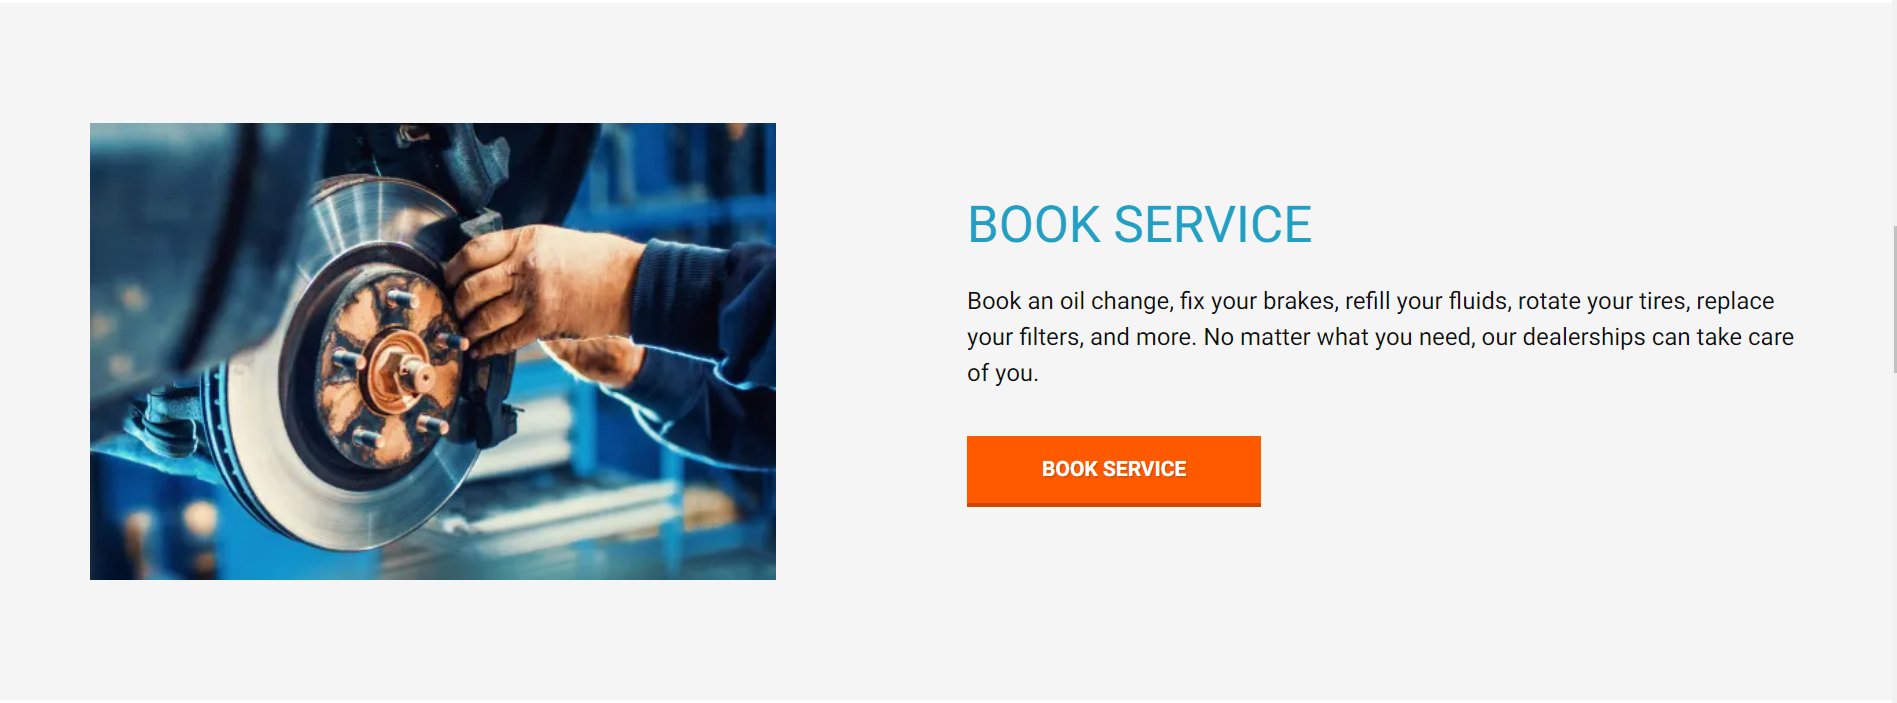 BOOK SERVICE
Book an oil change, fix your brakes, refill your fluids, rotate your tires, replace
your filters, and more. No matter what you need, our dealerships can take care
of you.
BOOK SERVICE